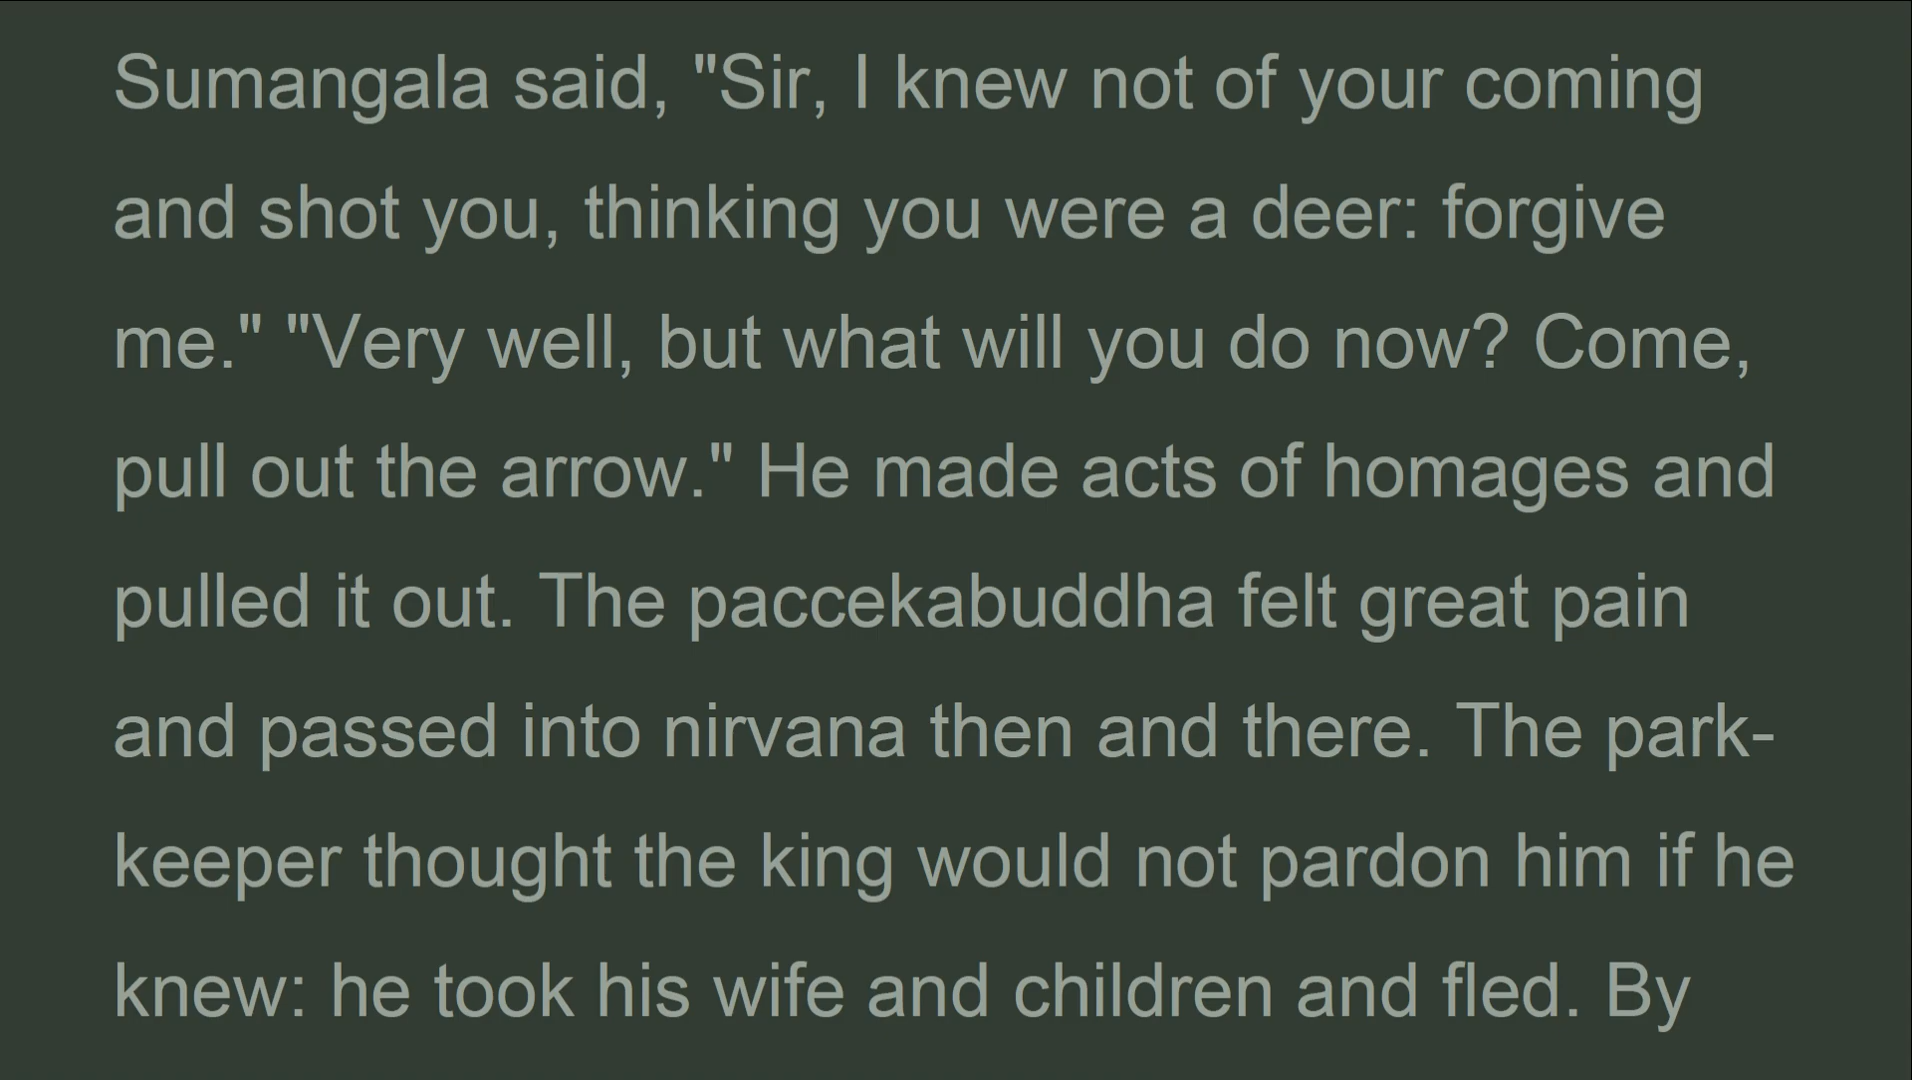 Sumangala said, "Sir, I knew not of your coming
and shot you, thinking you were a deer: forgive
me." "Very well, but what will you do now? Come,
pull out the arrow." He made acts of homages and
pulled it out. The paccekabuddha felt great pain
and passed into nirvana then and there. The park-
keeper thought the king would not pardon him if he
knew: he took his wife and children and fled. By